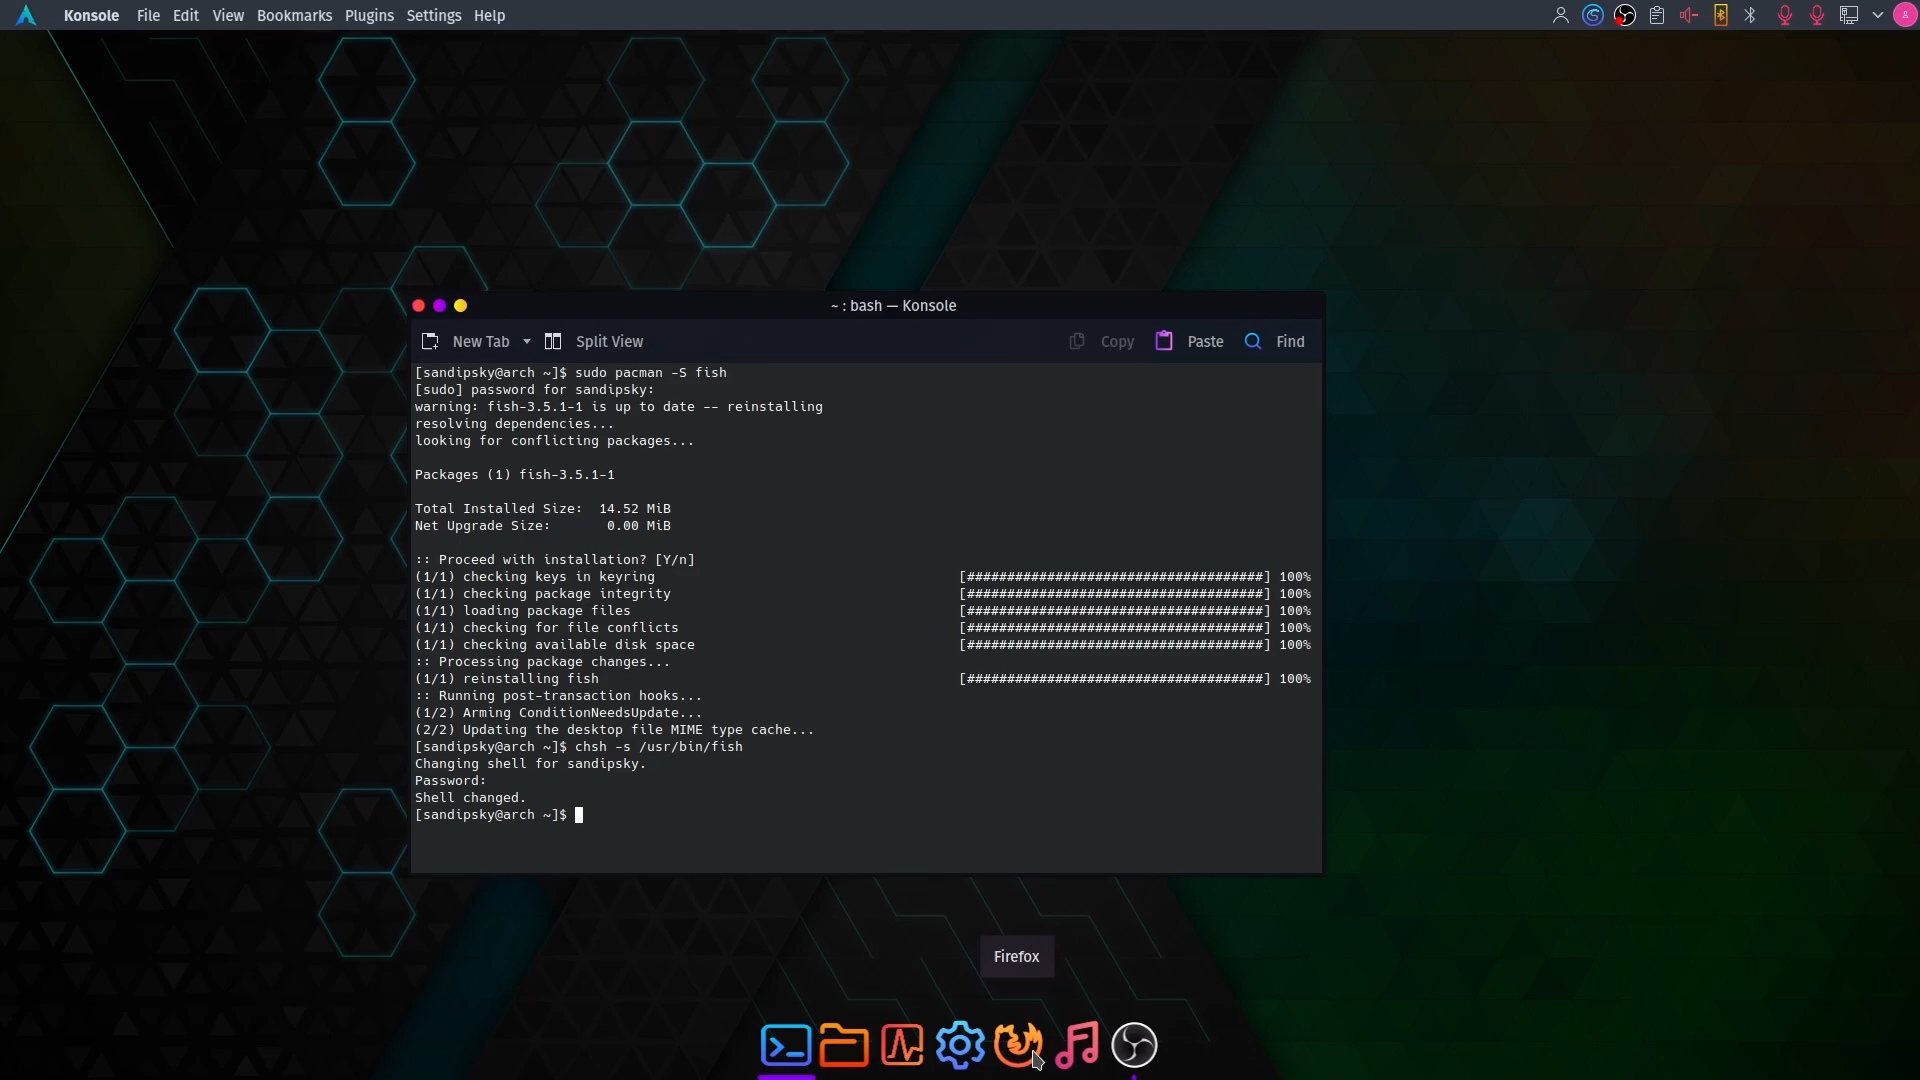 Konsole File Edit View Bookmarks Plugins Settings Help
~ : bash — Konsole
New Tab Split View Copy Paste Find
[sandipsky@arch ~]$ sudo pacman -S fish
[sudo] password for sandipsky:
warning: fish-3.5.1-1 is up to date -- reinstalling
resolving dependencies...
looking for conflicting packages...
Packages (1) fish-3.5.1-1
Total Installed Size:  14.52 MiB
Net Upgrade Size:       0.00 MiB
:: Proceed with installation? [Y/n]
(1/1) checking keys in keyring [#####################################] 100%
(1/1) checking package integrity [#####################################] 100%
(1/1) loading package files [#####################################] 100%
(1/1) checking for file conflicts [#####################################] 100%
(1/1) checking available disk space [#####################################] 100%
:: Processing package changes...
(1/1) reinstalling fish [#####################################] 100%
:: Running post-transaction hooks...
(1/2) Arming ConditionNeedsUpdate...
(2/2) Updating the desktop file MIME type cache...
[sandipsky@arch ~]$ chsh -s /usr/bin/fish
Changing shell for sandipsky.
Password:
Shell changed.
[sandipsky@arch ~]$
Firefox